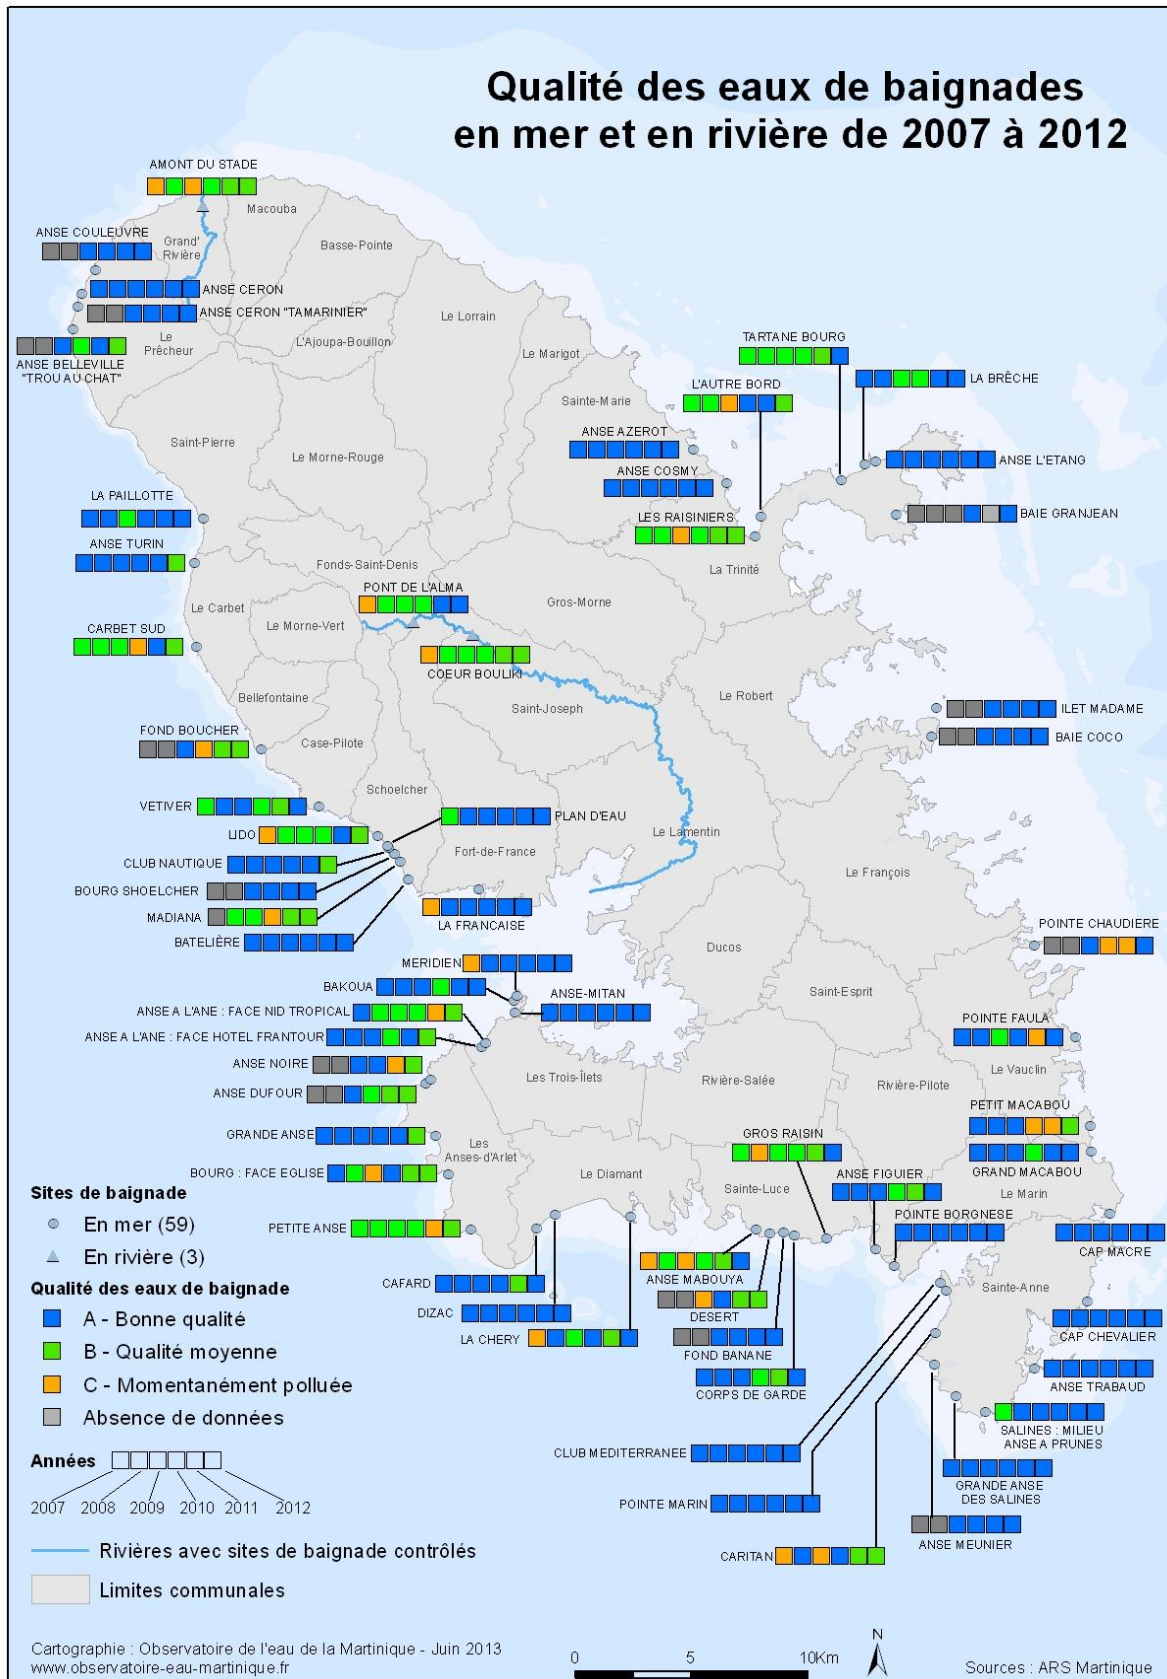 Qualité des eaux de baignades
en mer et en rivière de 2007 à 2012
AMONT DU STADE
Macouba
ANSE COULEUVRE
Grand'
Rivière
Basse-Pointe
ANSE CERON
ANSE CERON "TAMARINIER"
Le Lorrain
Le
Prêcheur
L'Ajoupa-Bouillon
ANSE BELLEVILLE
"TROU AU CHAT"
Le Marigot
TARTANE BOURG
LA BRÊCHE
L'AUTRE BORD
Sainte-Marie
ANSE AZEROT
Saint-Pierre
Le Morne-Rouge
ANSE L'ETANG
ANSE COSMY
LA PAILLOTTE
LES RAISINIERS
BAIE GRANJEAN
ANSE TURIN
Fonds-Saint-Denis
La Trinité
PONT DE L'ALMA
Gros-Morne
Le Carbet
Le Morne-Vert
CARBET SUD
COEUR BOULIKI
Bellefontaine
Le Robert
Saint-Joseph
ILET MADAME
FOND BOUCHER
Case-Pilote
BAIE COCO
Schoelcher
VETIVER
PLAN D'EAU
LIDO
Le Lamentin
Fort-de-France
CLUB NAUTIQUE
Le François
BOURG SHOELCHER
MADIANA
LA FRANCAISE
POINTE CHAUDIERE
BATELIÈRE
Ducos
MERIDIEN
BAKOUA
ANSE-MITAN
Saint-Esprit
ANSE A L'ANE : FACE NID TROPICAL
POINTE FAULA
ANSE A L'ANE : FACE HOTEL FRANTOUR
ANSE NOIRE
Les Trois-Îlets
Rivière-Salée
Rivière-Pilote
Le Vauclin
ANSE DUFOUR
PETIT MACABOU
GRANDE ANSE
GROS RAISIN
Les
Anses-d'Arlet
GRAND MACABOU
BOURG : FACE EGLISE
Le Diamant
Sainte-Luce
ANSE FIGUIER
Le Marin
Sites de baignade
En mer (59)
POINTE BORGNESE
PETITE ANSE
En rivière (3)
CAP MACRE
Qualité des eaux de baignade
CAFARD
ANSE MABOUYA
Sainte-Anne
A - Bonne qualité
DIZAC
DESERT
LA CHERY
CAP CHEVALIER
B - Qualité moyenne
FOND BANANE
C - Momentanément polluée
CORPS DE GARDE
ANSE TRABAUD
Absence de données
SALINES : MILIEU
ANSE A PRUNES
Années
CLUB MEDITERRANEE
GRANDE ANSE
DES SALINES
2007 2008 2009 2010 2011 2012
POINTE MARIN
ANSE MEUNIER
Rivières avec sites de baignade contrôlés
CARITAN
Limites communales
Cartographie : Observatoire de l'eau de la Martinique - Juin 2013
www.observatoire-eau-martinique.fr
0 5 10Km
N
Sources : ARS Martinique